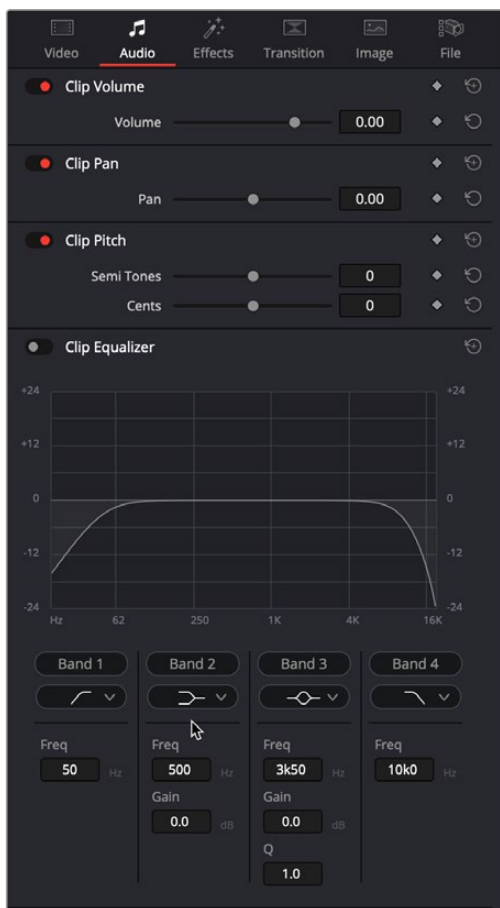 Video Audio Effects Transition Image File
Clip Volume
Volume 0.00
Clip Pan
Pan 0.00
Clip Pitch
Semi Tones 0
Cents 0
Clip Equalizer
+24 +24
+12 +12
0 0
-12 -12
-24 -24
Hz 62 250 1K 4K 16K
Band 1 Band 2 Band 3 Band 4
Freq Freq Freq Freq
50 Hz 500 Hz 3k50 Hz 10k0 Hz
Gain Gain
0.0 dB 0.0 dB
Q
1.0